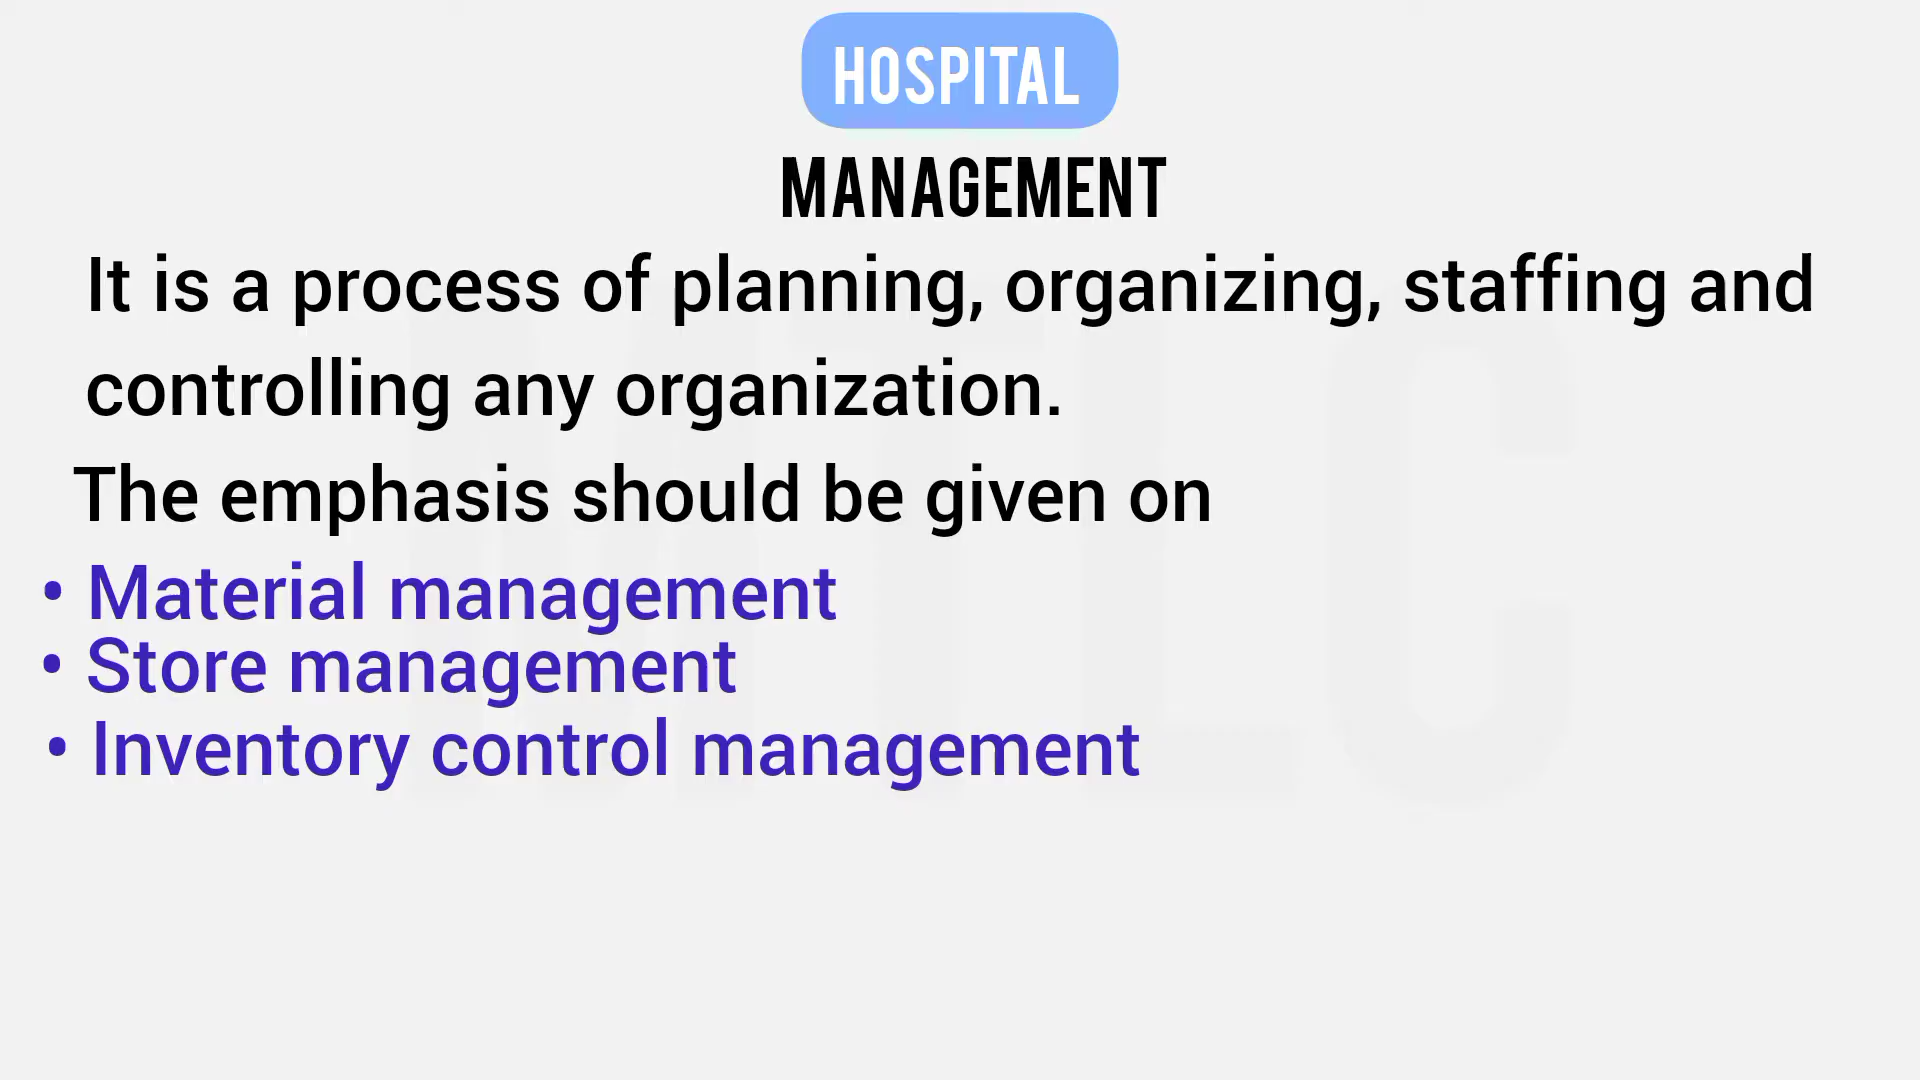 HOSPITAL
MANAGEMENT
It is a process of planning, organizing, staffing and
controlling any organization.
The emphasis should be given on
• Material management
• Store management
• Inventory control management
MTLC